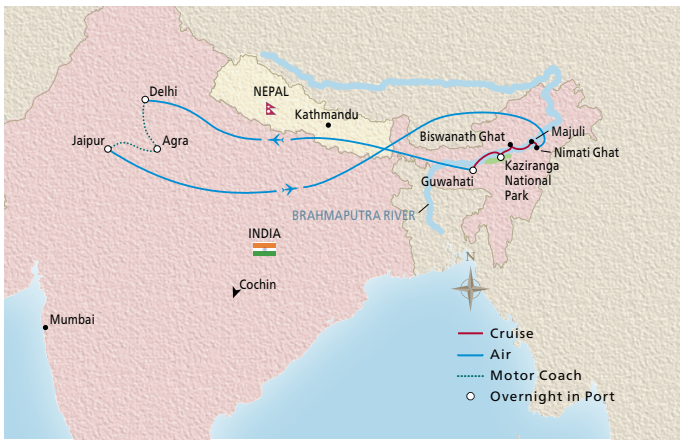 Delhi
NEPAL
Kathmandu
Jaipur
Agra
Biswanath Ghat
Majuli
Nimati Ghat
Guwahati
Kaziranga
National
Park
BRAHMAPUTRA RIVER
INDIA
Cochin
Mumbai
N
Cruise
Air
Motor Coach
Overnight in Port